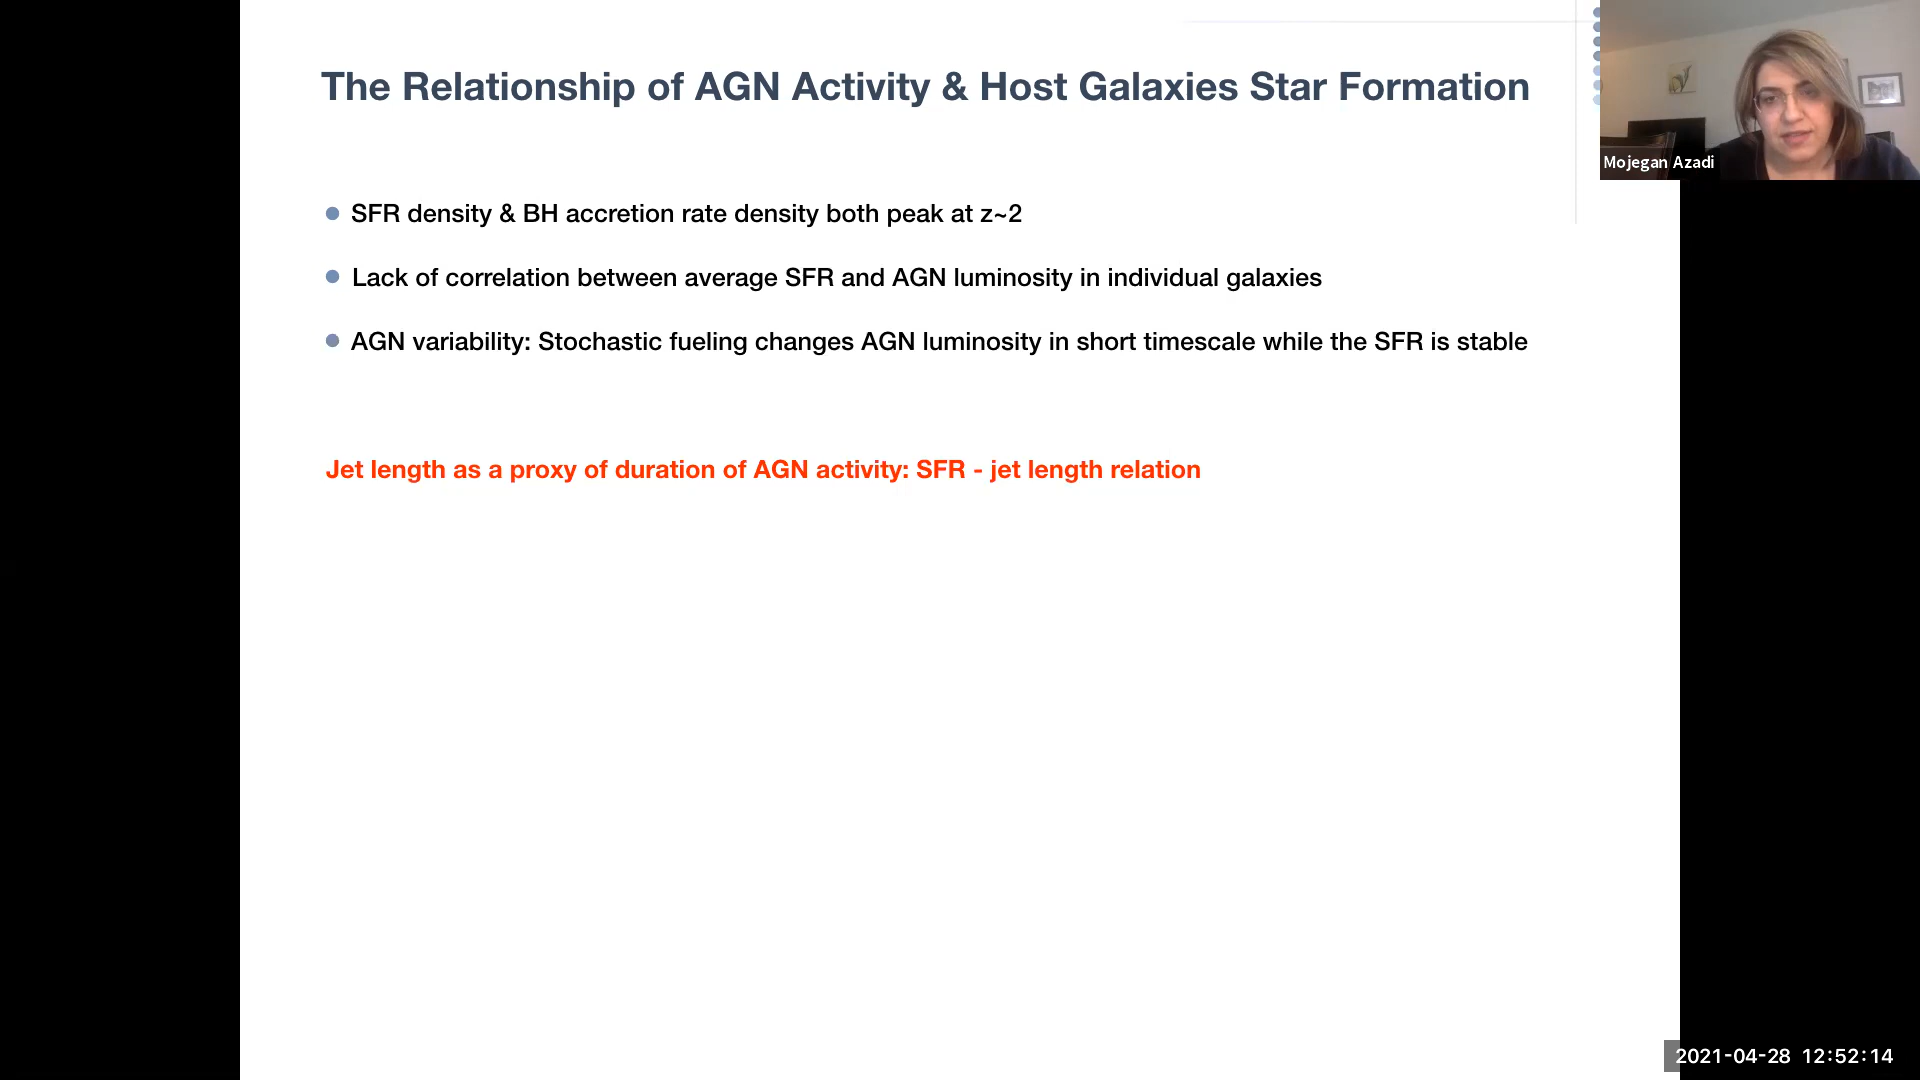 The Relationship of AGN Activity & Host Galaxies Star Formation
Mojegan Azadi
SFR density & BH accretion rate density both peak at z~2
Lack of correlation between average SFR and AGN luminosity in individual galaxies
AGN variability: Stochastic fueling changes AGN luminosity in short timescale while the SFR is stable
Jet length as a proxy of duration of AGN activity: SFR - jet length relation
2021-04-28 12:52:14